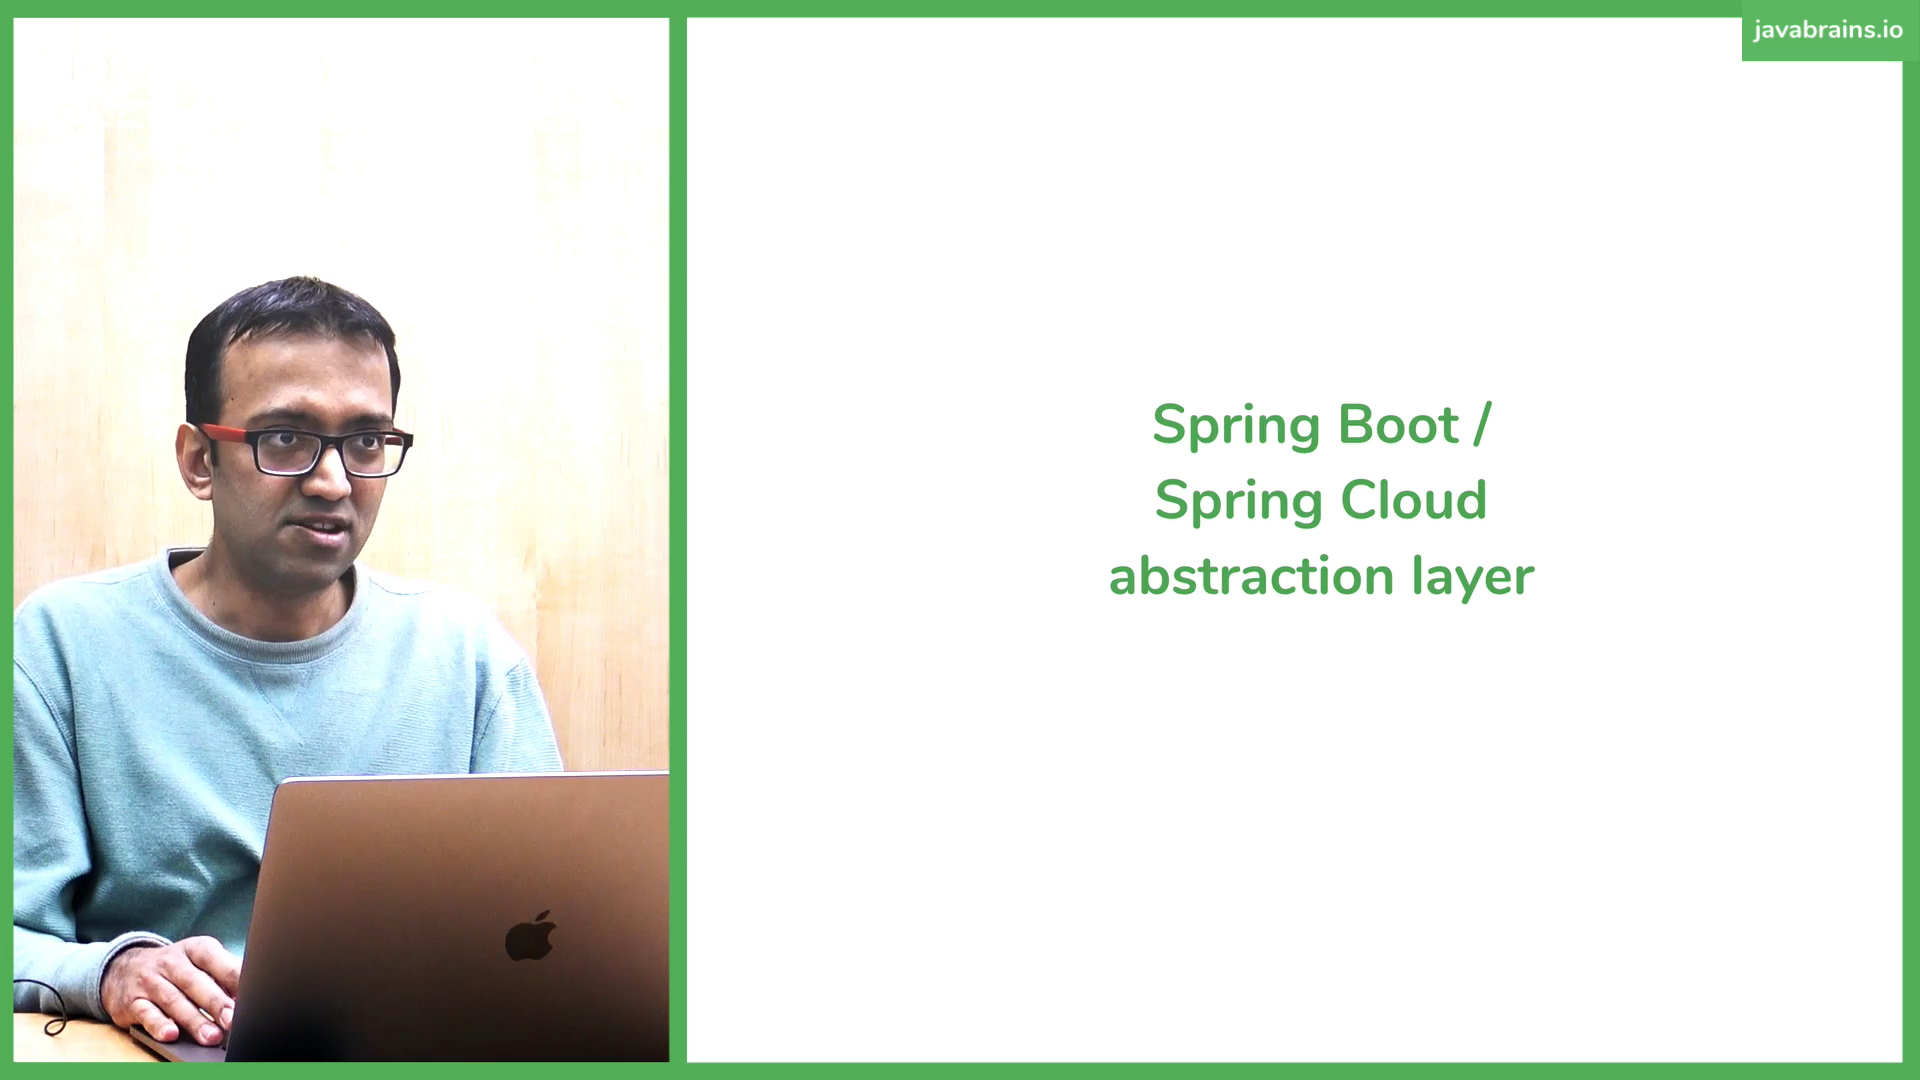 javabrains.io
Spring Boot /
Spring Cloud
abstraction layer